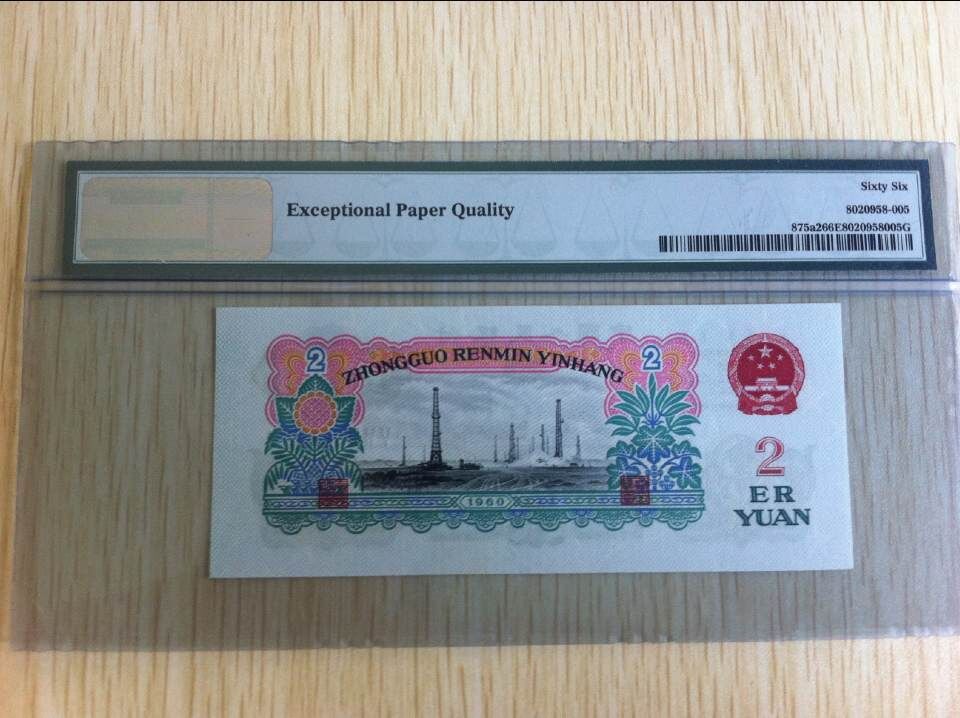 Exceptional Paper Quality
Sixty Six
8020958-005
875a266E8020958005G
2
ZHONGGUO RENMIN YINHANG
2
1960
2
ER
YUAN